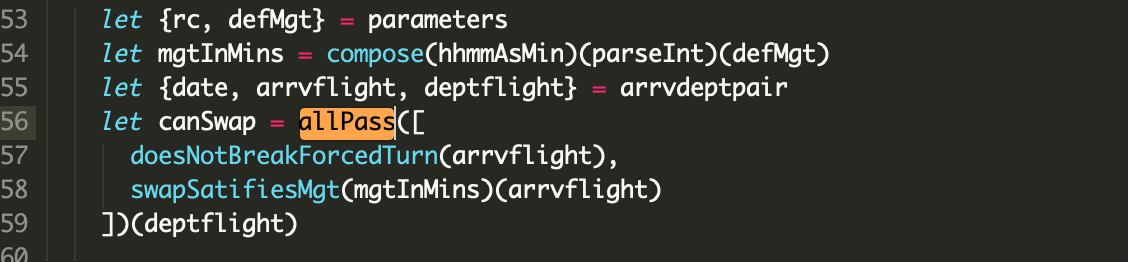 53 let {rc, defMgt} = parameters
54 let mgtInMins = compose(hhmmAsMin)(parseInt)(defMgt)
55 let {date, arrvflight, deptflight} = arrvdeptpair
56 let canSwap = allPass([
57 doesNotBreakForcedTurn(arrvflight),
58 swapSatifiesMgt(mgtInMins)(arrvflight)
59 ])(deptflight)
60